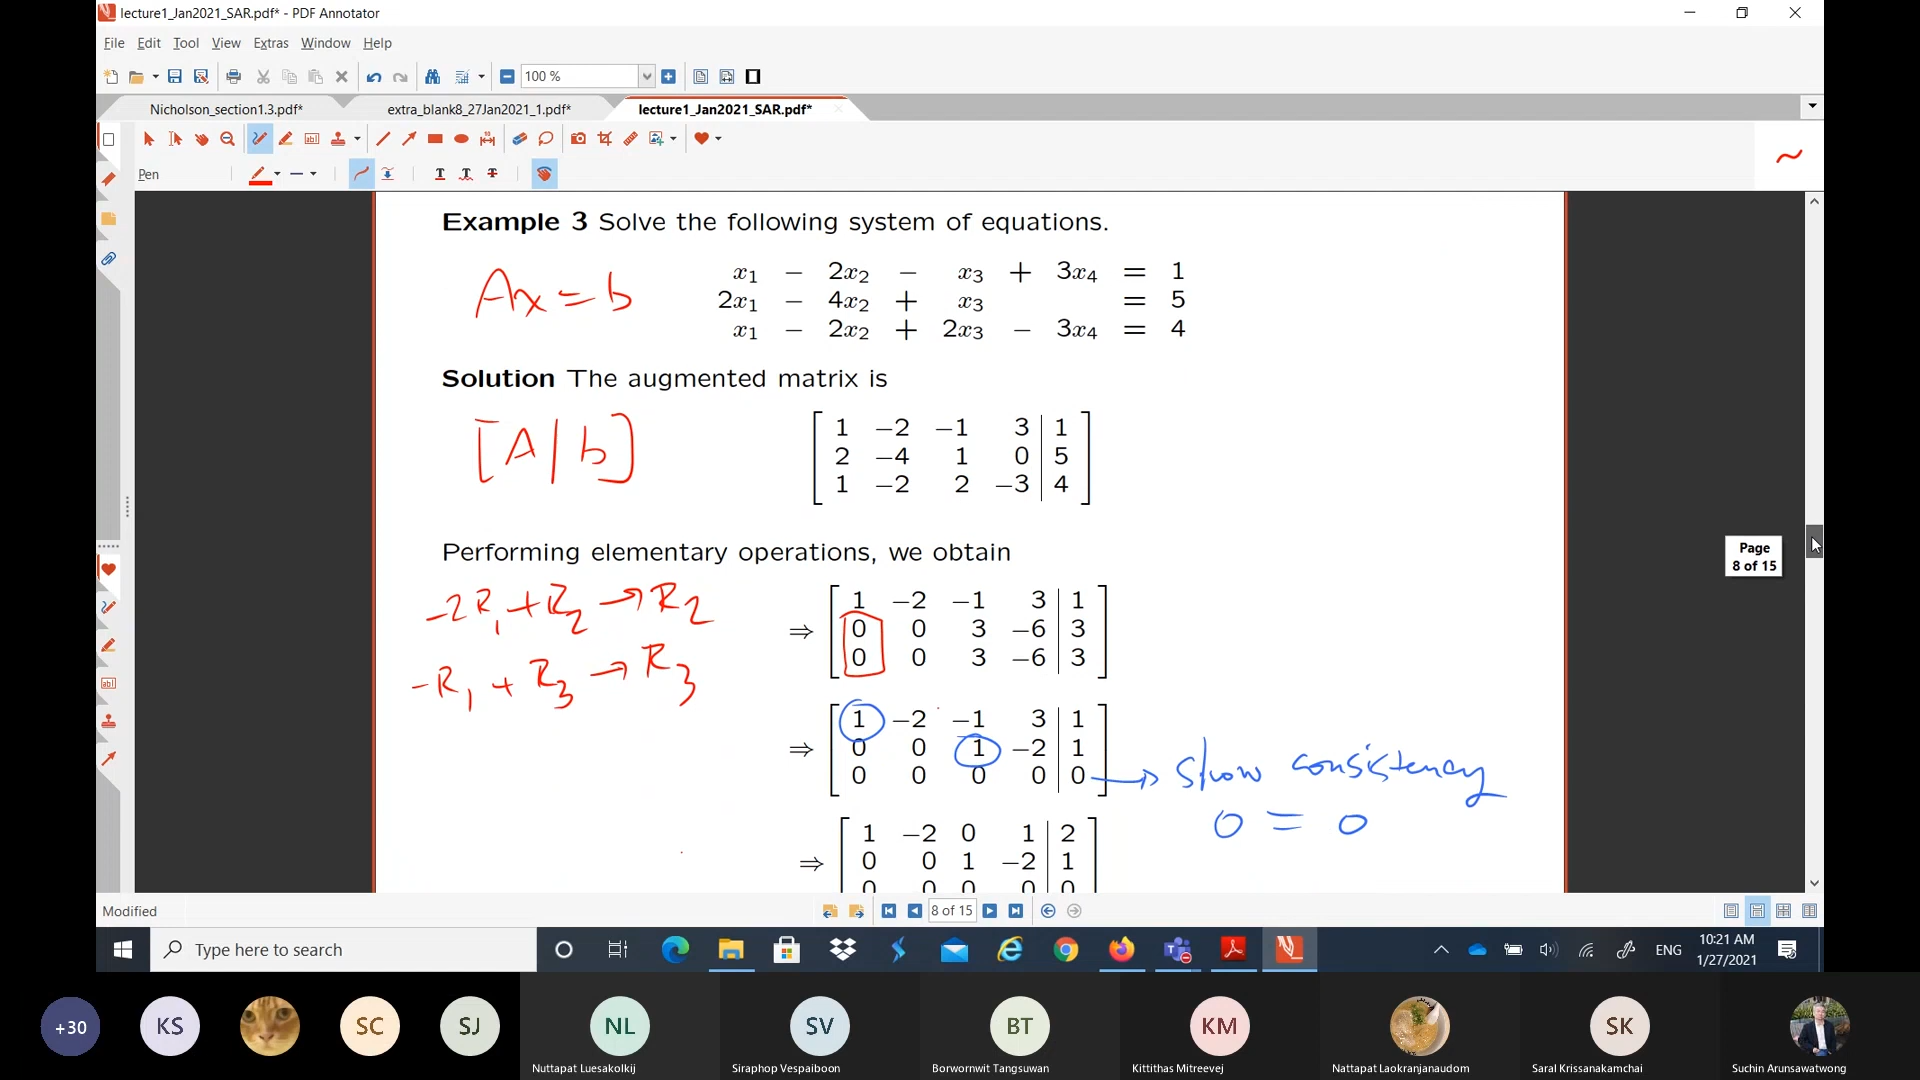 lecture1_Jan2021_SAR.pdf* - PDF Annotator
File Edit Tool View Extras Window Help
100 %
Nicholson_section1.3.pdf* extra_blank8_27Jan2021_1.pdf* lecture1_Jan2021_SAR.pdf*
Pen
Example 3 Solve the following system of equations.
Ax = b
x1 − 2x2 − x3 + 3x4 = 1
2x1 − 4x2 + x3 = 5
x1 − 2x2 + 2x3 − 3x4 = 4
Solution The augmented matrix is
[A | b]
1 −2 −1 3 1
2 −4 1 0 5
1 −2 2 −3 4
Performing elementary operations, we obtain
-2R1 + R2 → R2
-R1 + R3 → R3
⇒ 1 −2 −1 3 1
0 0 3 −6 3
0 0 3 −6 3
⇒ 1 −2 −1 3 1
0 0 1 −2 1
0 0 0 0 0 → show consistency
0 = 0
⇒ 1 −2 0 1 2
0 0 1 −2 1
0 0 0 0 0
Page
8 of 15
Modified
8 of 15
Type here to search
ENG
10:21 AM
1/27/2021
+30 KS SC SJ NL SV BT KM SK
Nuttapat Luesakolkij Siraphop Vespaiboon Borwornwit Tangsuwan Kittithas Mitreevej Nattapat Laokranjanaudom Saral Krissanakamchai Suchin Arunsawatwong